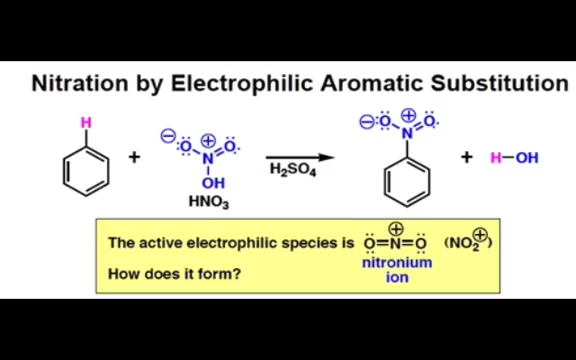 Nitration by Electrophilic Aromatic Substitution
H
⊖:Ö N⊕ Ö:
+
OH
HNO3
H2SO4
⊖:Ö N⊕ Ö:
+
H–OH
The active electrophilic species is Ö=N⊕=Ö (NO2⊕)
nitronium
ion
How does it form?